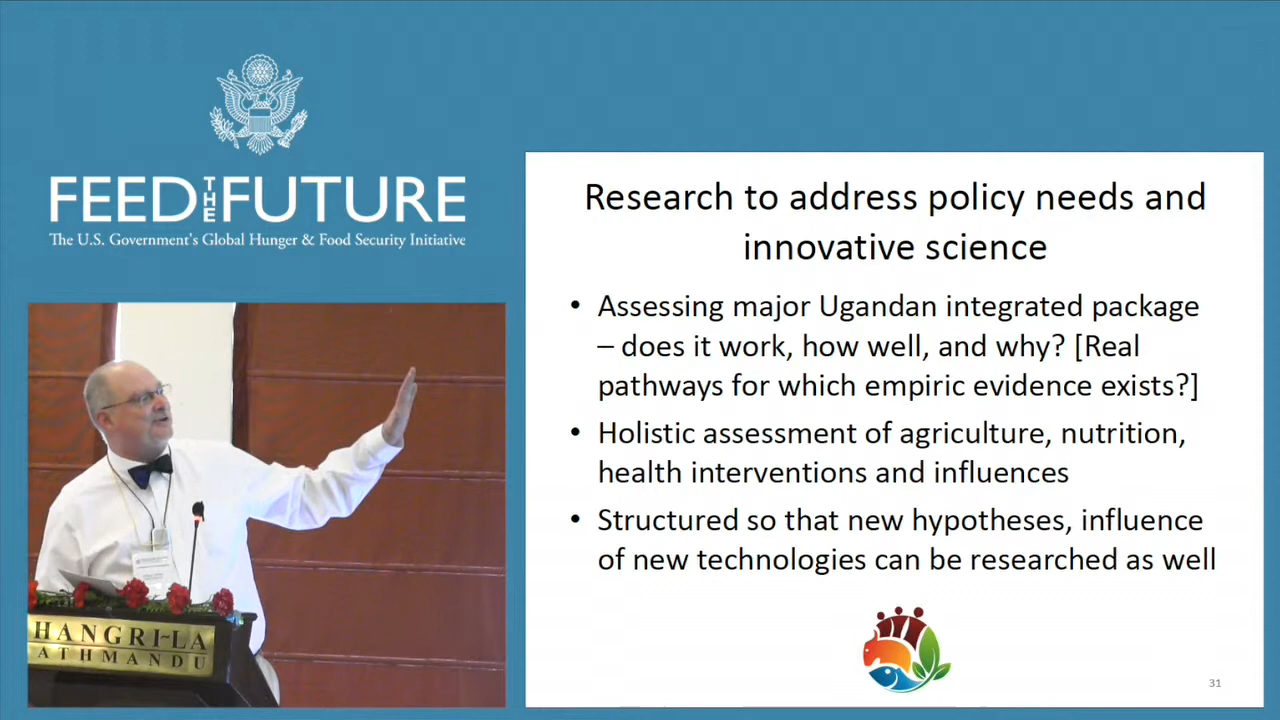 FEED THE FUTURE
The U.S. Government's Global Hunger & Food Security Initiative
HANGRI~LA
ATHMANDU
Research to address policy needs and
innovative science
• Assessing major Ugandan integrated package
– does it work, how well, and why? [Real
pathways for which empiric evidence exists?]
• Holistic assessment of agriculture, nutrition,
health interventions and influences
• Structured so that new hypotheses, influence
of new technologies can be researched as well
31